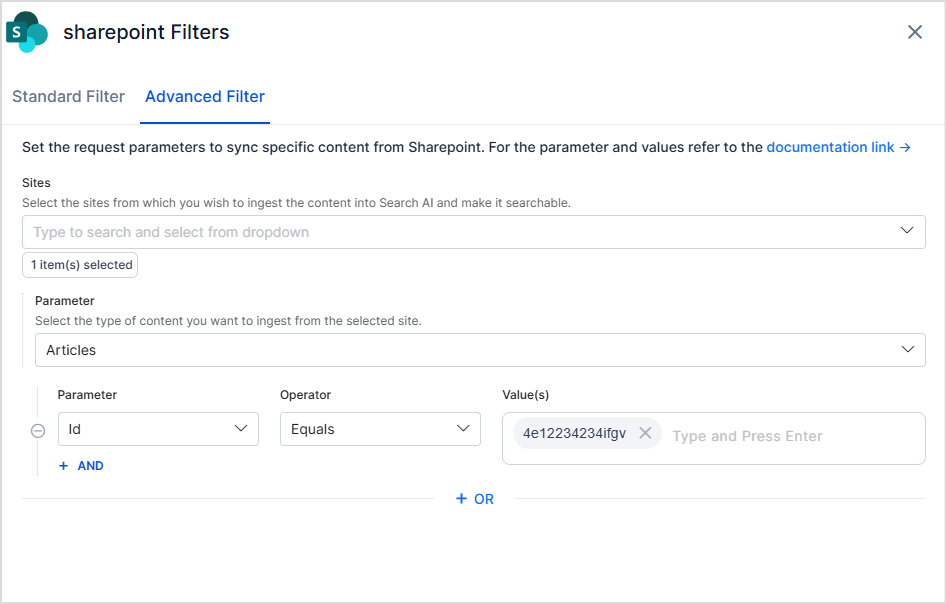 S
sharepoint Filters
Standard Filter
Advanced Filter
Set the request parameters to sync specific content from Sharepoint. For the parameter and values refer to the documentation link →
Sites
Select the sites from which you wish to ingest the content into Search AI and make it searchable.
Type to search and select from dropdown
1 item(s) selected
Parameter
Select the type of content you want to ingest from the selected site.
Articles
Parameter Operator Value(s)
Id Equals 4e12234234ifgv Type and Press Enter
+ AND
+ OR